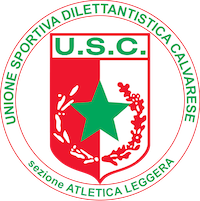 UNIONE SPORTIVA DILETTANTISTICA CALVARESE
U.S.C.
sezione ATLETICA LEGGERA